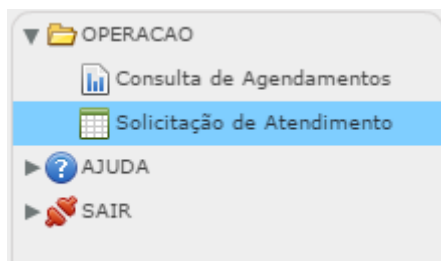 OPERACAO
Consulta de Agendamentos
Solicitação de Atendimento
AJUDA
SAIR